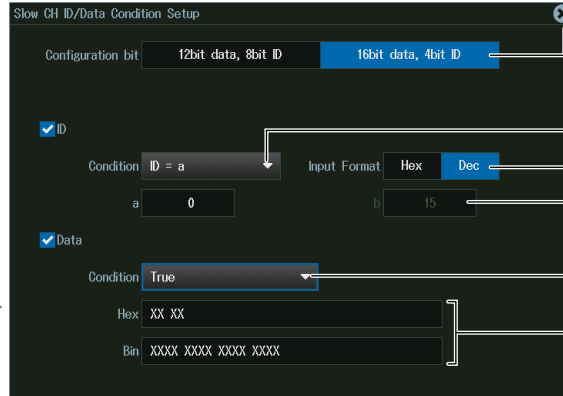 Slow CH ID/Data Condition Setup
Configuration bit 12bit data, 8bit ID 16bit data, 4bit ID
ID
Condition ID = a Input Format Hex Dec
a 0 b 15
Data
Condition True
Hex XX XX
Bin XXXX XXXX XXXX XXXX